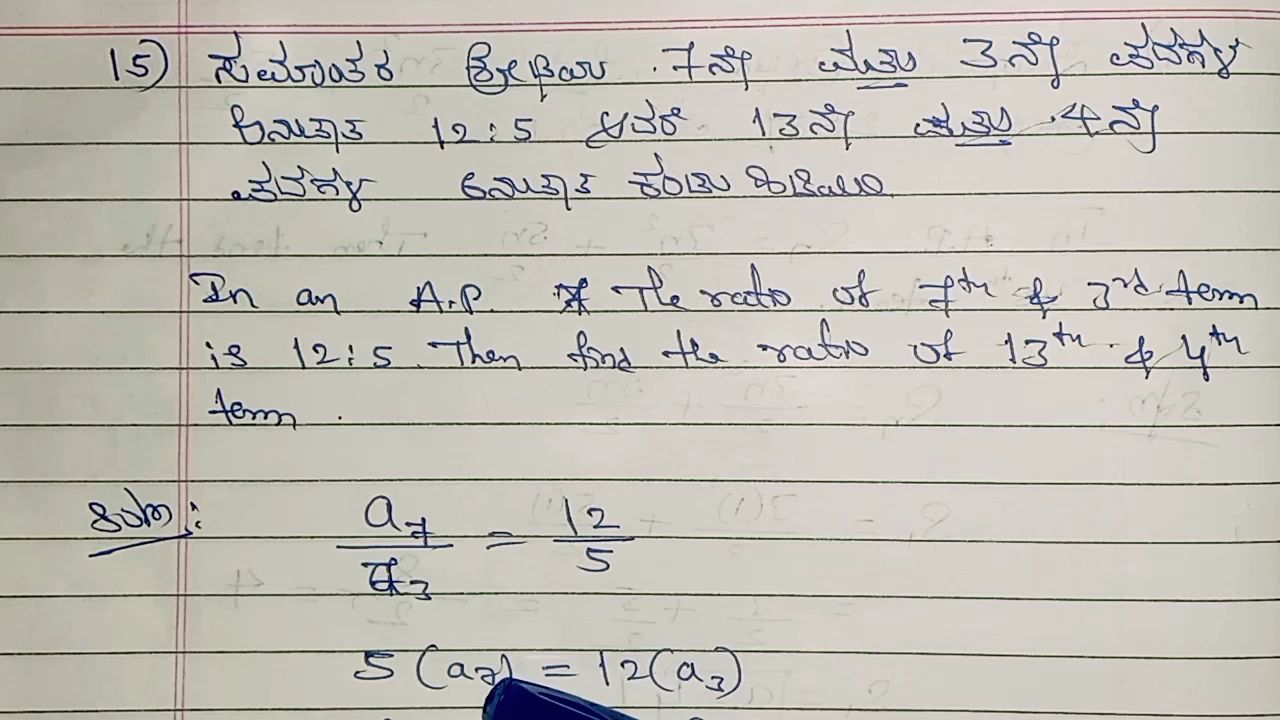 15) ಸಮಾಂತರ ಶ್ರೇಢಿಯ 7ನೇ ಮತ್ತು 3ನೇ ಪದಗಳ
ಅನುಪಾತ 12:5 ಆದರೆ 13ನೇ ಮತ್ತು 4ನೇ
ಪದಗಳ ಅನುಪಾತ ಕಂಡು ಹಿಡಿಯಿರಿ
In an A.P. The ratio of 7th & 3rd term
is 12:5. Then find the ratio of 13th & 4th
term.
Soln:
a7/a3 = 12/5
5(a7) = 12(a3)